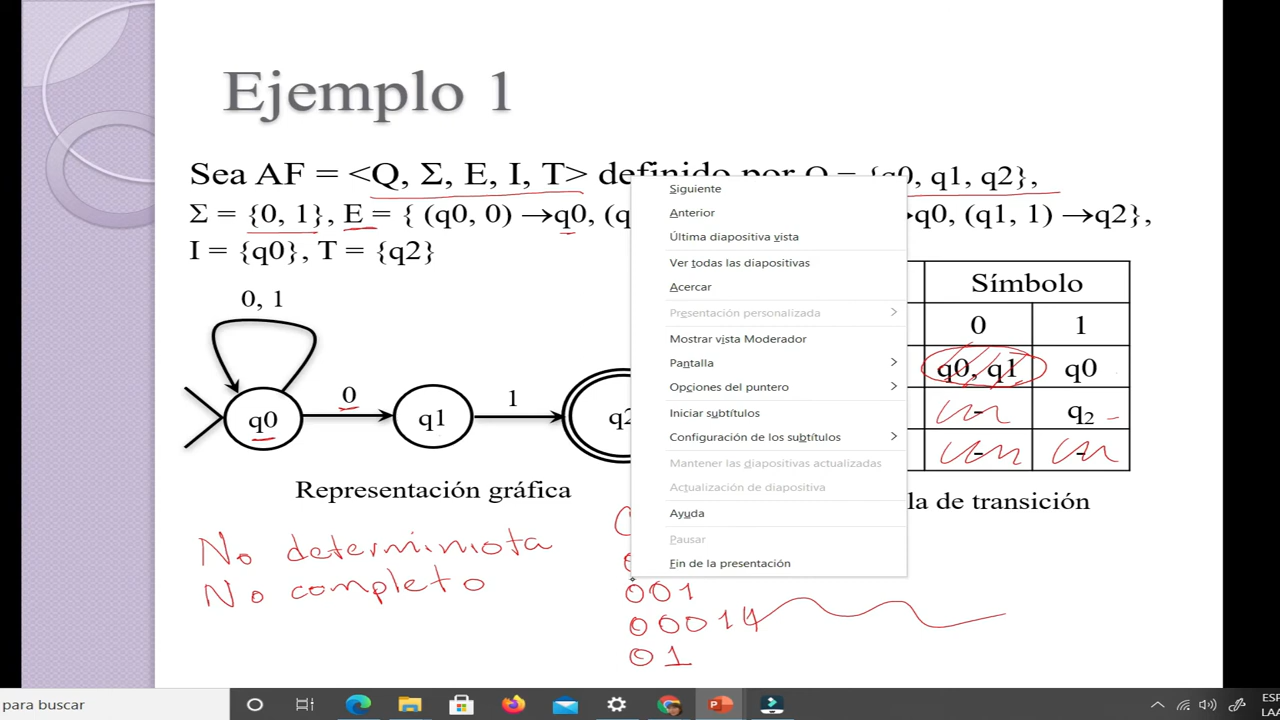 Ejemplo 1
Sea AF = <Q, Σ, E, I, T> definido por Q = {q0, q1, q2},
Σ = {0, 1}, E = { (q0, 0) →q0, (q →q0, (q1, 1) →q2},
I = {q0}, T = {q2}
Siguiente
Anterior
Última diapositiva vista
Ver todas las diapositivas
Acercar
Presentación personalizada
Mostrar vista Moderador
Pantalla
Opciones del puntero
Iniciar subtítulos
Configuración de los subtítulos
Mantener las diapositivas actualizadas
Actualización de diapositiva
Ayuda
Pausar
Fin de la presentación
0, 1
q0
0
q1
1
q2
Representación gráfica
Símbolo
0 1
q0, q1 q0
- q2
- -
la de transición
No determinista
No completo
001
0001
01
para buscar
ESP
LAA